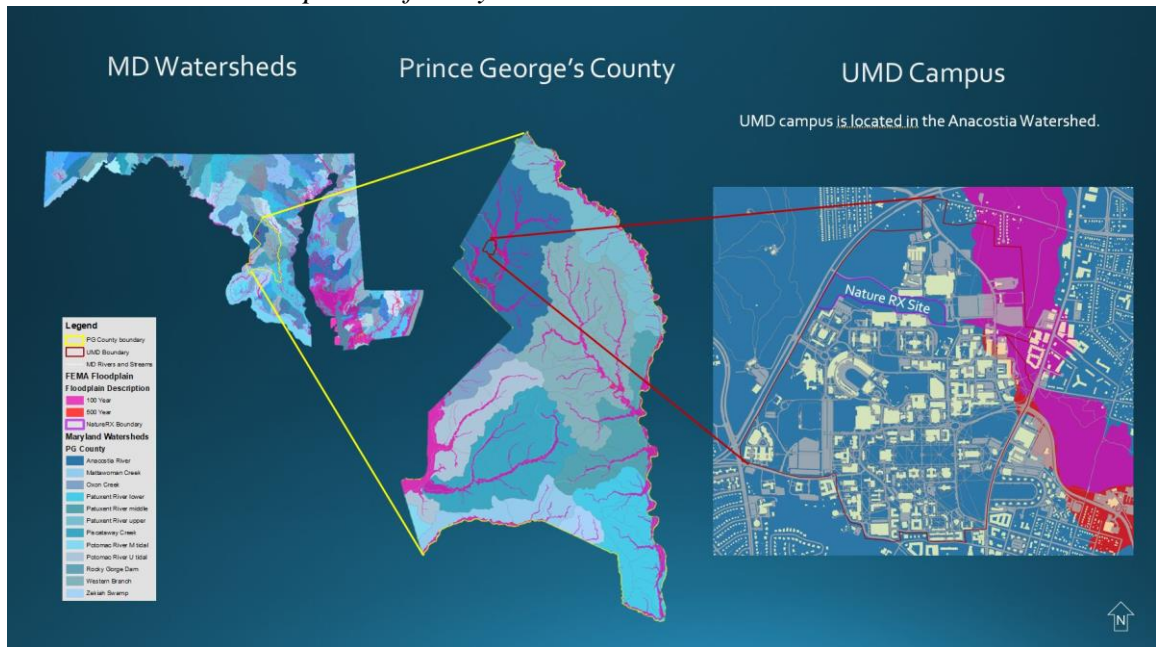 MD Watersheds
Prince George's County
UMD Campus
UMD campus is located in the Anacostia Watershed.
Nature RX Site
Legend
PG County boundary
UMD Boundary
MD Rivers and Streams
FEMA Floodplain
Floodplain Description
100 Year
500 Year
NatureRX Boundary
Maryland Watersheds
PG County
Anacostia River
Mattawoman Creek
Oxon Creek
Patuxent River lower
Patuxent River middle
Patuxent River upper
Piscataway Creek
Potomac River M tidal
Potomac River U tidal
Rocky Gorge Dam
Western Branch
Zekiah Swamp
N